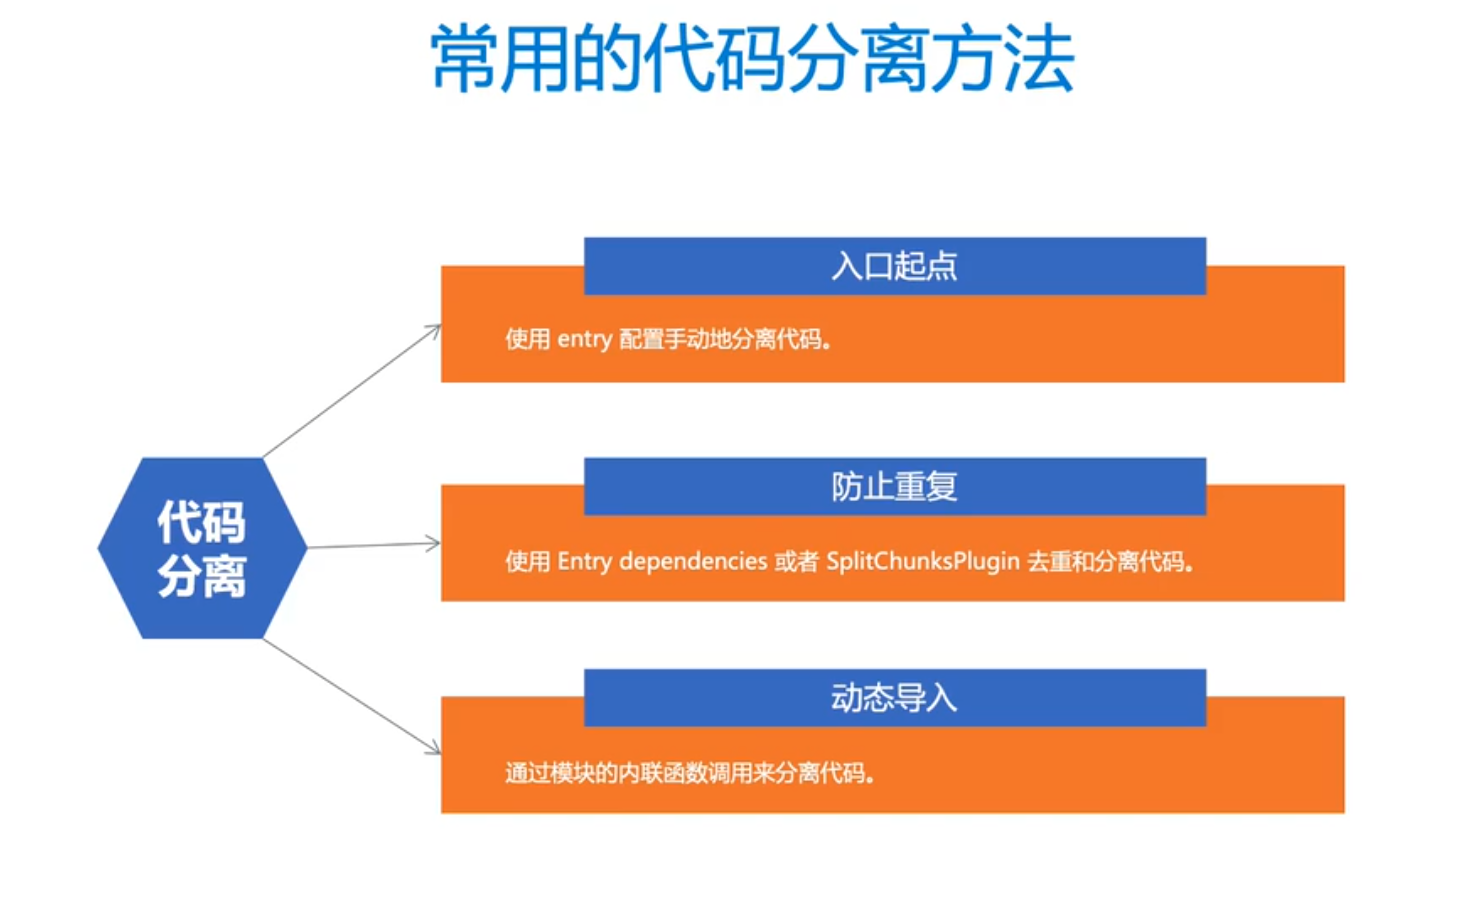 常用的代码分离方法
入口起点
使用 entry 配置手动地分离代码。
代码
分离
防止重复
使用 Entry dependencies 或者 SplitChunksPlugin 去重和分离代码。
动态导入
通过模块的内联函数调用来分离代码。